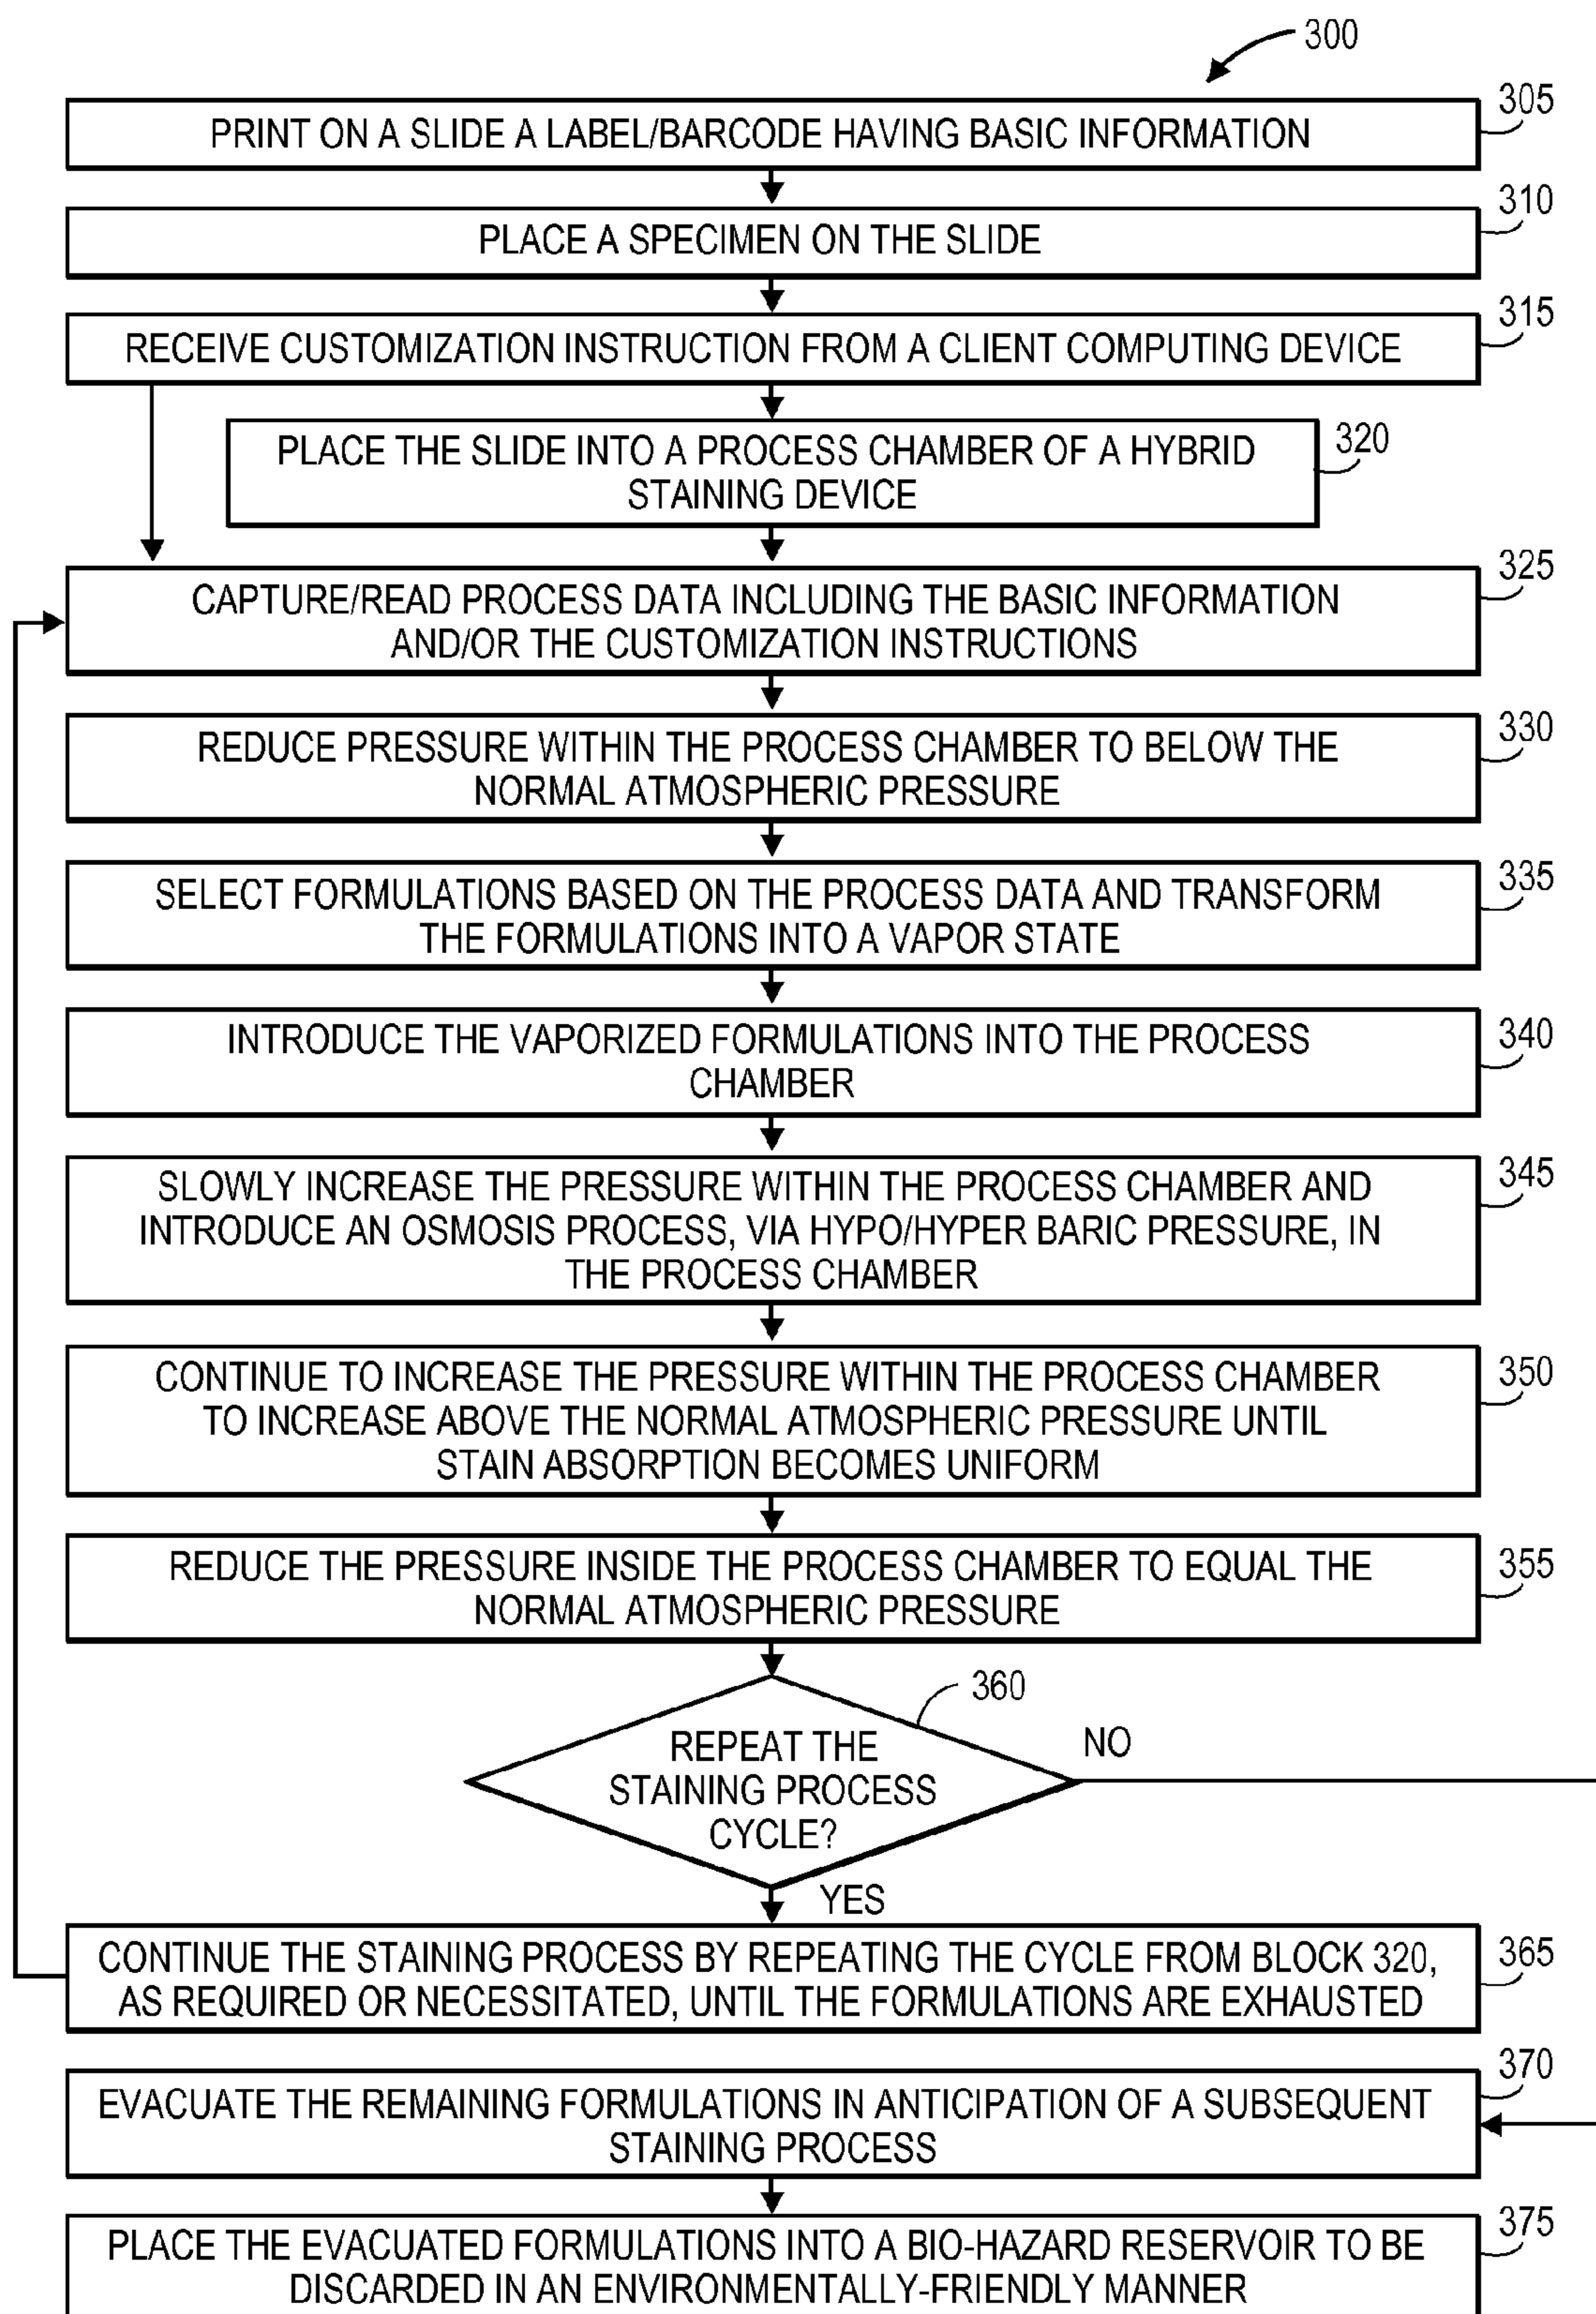 300
305
PRINT ON A SLIDE A LABEL/BARCODE HAVING BASIC INFORMATION
310
PLACE A SPECIMEN ON THE SLIDE
315
RECEIVE CUSTOMIZATION INSTRUCTION FROM A CLIENT COMPUTING DEVICE
320
PLACE THE SLIDE INTO A PROCESS CHAMBER OF A HYBRID
STAINING DEVICE
325
CAPTURE/READ PROCESS DATA INCLUDING THE BASIC INFORMATION
AND/OR THE CUSTOMIZATION INSTRUCTIONS
330
REDUCE PRESSURE WITHIN THE PROCESS CHAMBER TO BELOW THE
NORMAL ATMOSPHERIC PRESSURE
335
SELECT FORMULATIONS BASED ON THE PROCESS DATA AND TRANSFORM
THE FORMULATIONS INTO A VAPOR STATE
340
INTRODUCE THE VAPORIZED FORMULATIONS INTO THE PROCESS
CHAMBER
345
SLOWLY INCREASE THE PRESSURE WITHIN THE PROCESS CHAMBER AND
INTRODUCE AN OSMOSIS PROCESS, VIA HYPO/HYPER BARIC PRESSURE, IN
THE PROCESS CHAMBER
350
CONTINUE TO INCREASE THE PRESSURE WITHIN THE PROCESS CHAMBER
TO INCREASE ABOVE THE NORMAL ATMOSPHERIC PRESSURE UNTIL
STAIN ABSORPTION BECOMES UNIFORM
355
REDUCE THE PRESSURE INSIDE THE PROCESS CHAMBER TO EQUAL THE
NORMAL ATMOSPHERIC PRESSURE
360
REPEAT THE
STAINING PROCESS
CYCLE?
NO
YES
365
CONTINUE THE STAINING PROCESS BY REPEATING THE CYCLE FROM BLOCK 320,
AS REQUIRED OR NECESSITATED, UNTIL THE FORMULATIONS ARE EXHAUSTED
370
EVACUATE THE REMAINING FORMULATIONS IN ANTICIPATION OF A SUBSEQUENT
STAINING PROCESS
375
PLACE THE EVACUATED FORMULATIONS INTO A BIO-HAZARD RESERVOIR TO BE
DISCARDED IN AN ENVIRONMENTALLY-FRIENDLY MANNER